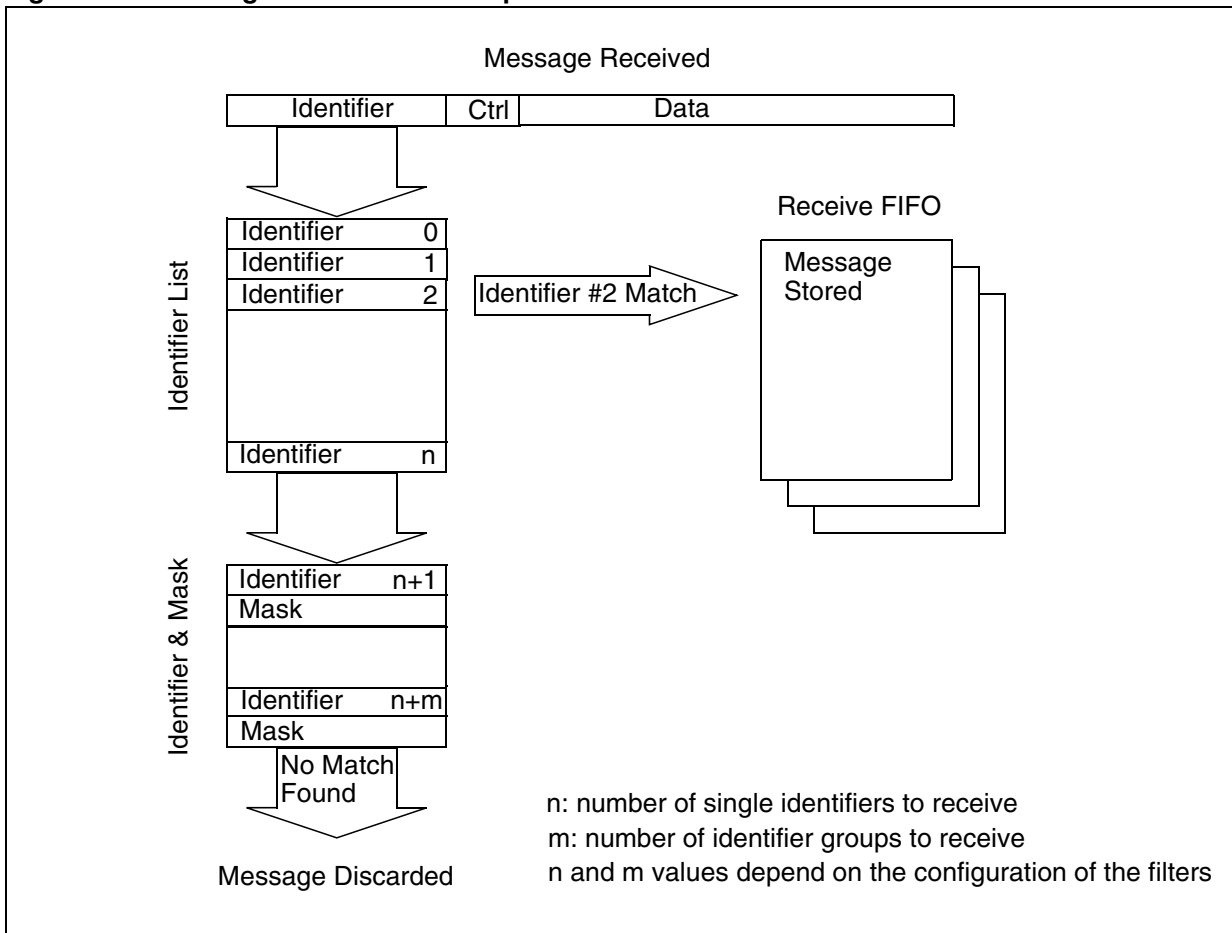 Message Received
Identifier Ctrl Data
Identifier List
Identifier 0
Identifier 1
Identifier 2
Identifier n
Identifier #2 Match
Receive FIFO
Message
Stored
Identifier & Mask
Identifier n+1
Mask
Identifier n+m
Mask
No Match
Found
Message Discarded
n: number of single identifiers to receive
m: number of identifier groups to receive
n and m values depend on the configuration of the filters